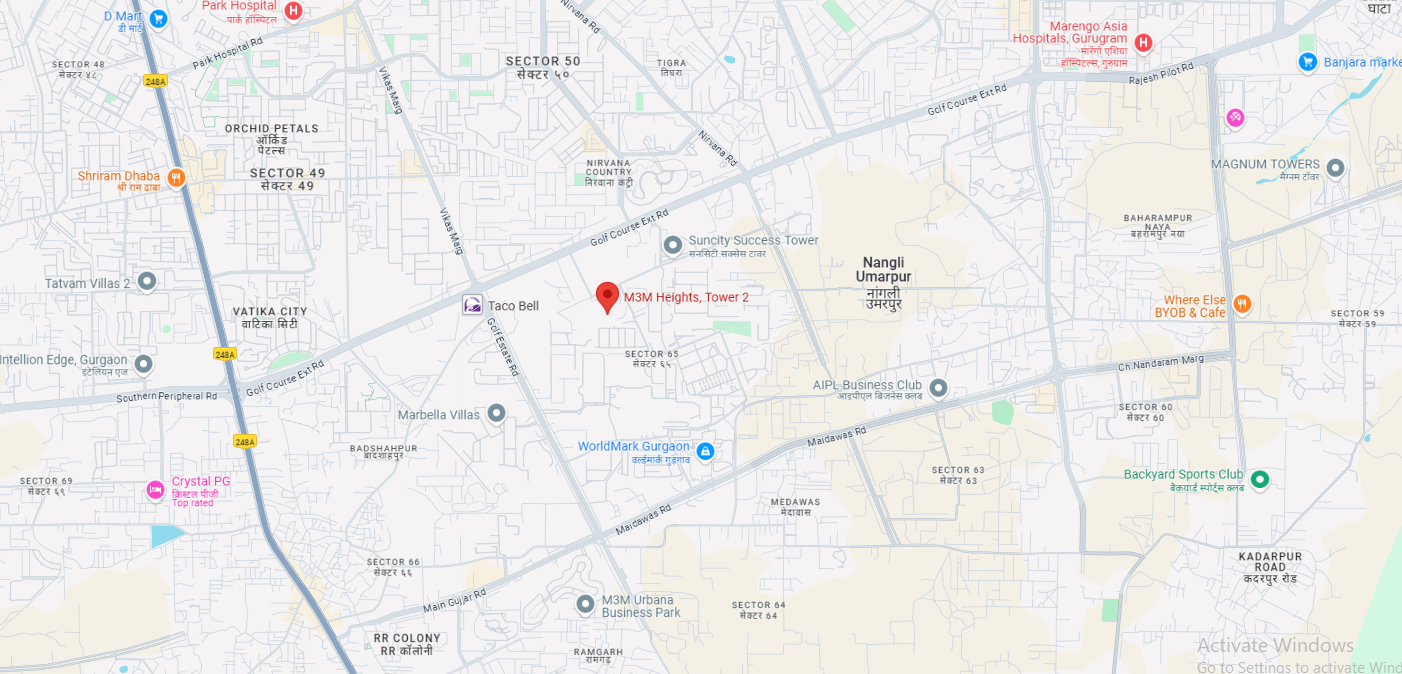 Park Hospital
पार्क हॉस्पिटल
D Mart
डी मार्ट
Park Hospital Rd
SECTOR 48
सेक्टर ४८
248A
Vikas Marg
Nirvana Rd
SECTOR 50
सेक्टर ५०
TIGRA
तिघरा
Marengo Asia
Hospitals, Gurugram
मारेंगो एशिया
हॉस्पिटल्स, गुरुग्राम
Rajesh Pilot Rd
घाटा
Banjara marke
Golf Course Ext Rd
ORCHID PETALS
ऑर्किड
पेटल्स
SECTOR 49
सेक्टर 49
Shriram Dhaba
श्री राम ढाबा
Nirvana Rd
NIRVANA
COUNTRY
निरवाना कंट्री
MAGNUM TOWERS
मैगनम टॉवर
Vikas Marg
Golf Course Ext Rd
Suncity Success Tower
सनसिटी सक्सेस टावर
BAHARAMPUR
NAYA
बहरामपुर नया
Nangli
Umarpur
नांगली
उमरपुर
Tatvam Villas 2
M3M Heights, Tower 2
Taco Bell
VATIKA CITY
वाटिका सिटी
Where Else
BYOB & Cafe
SECTOR 59
सेक्टर 59
Golf Estate Rd
Intellion Edge, Gurgaon
इंटेलियन एज
248A
SECTOR 65
सेक्टर ६५
Golf Course Ext Rd
Ch.Nandaram Marg
Southern Peripheral Rd
AIPL Business Club
आइपीएल बिजनेस क्लब
Marbella Villas
SECTOR 60
सेक्टर 60
248A
BADSHAHPUR
बादशाहपुर
WorldMark Gurgaon
वर्ल्डमार्क गुड़गांव
Maidawas Rd
SECTOR 69
सेक्टर ६९
Crystal PG
क्रिस्टल पीजी
Top rated
SECTOR 63
सेक्टर 63
Backyard Sports Club
बैकयार्ड स्पोर्ट्स क्लब
MEDAWAS
मेदावास
Maidawas Rd
SECTOR 66
सेक्टर ६६
KADARPUR
ROAD
कदरपुर रोड
Main Gujjar Rd
M3M Urbana
Business Park
SECTOR 64
सेक्टर 64
RR COLONY
RR कॉलोनी
RAMGARH
रामगढ़
Activate Windows
Go to Settings to activate Wind